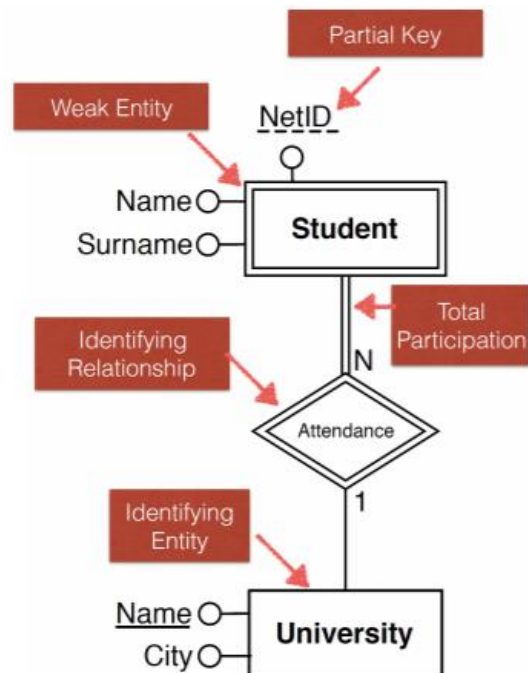 Partial Key
Weak Entity
NetID
Name
Surname
Student
Total
Participation
Identifying
Relationship
N
Attendance
1
Identifying
Entity
Name
City
University